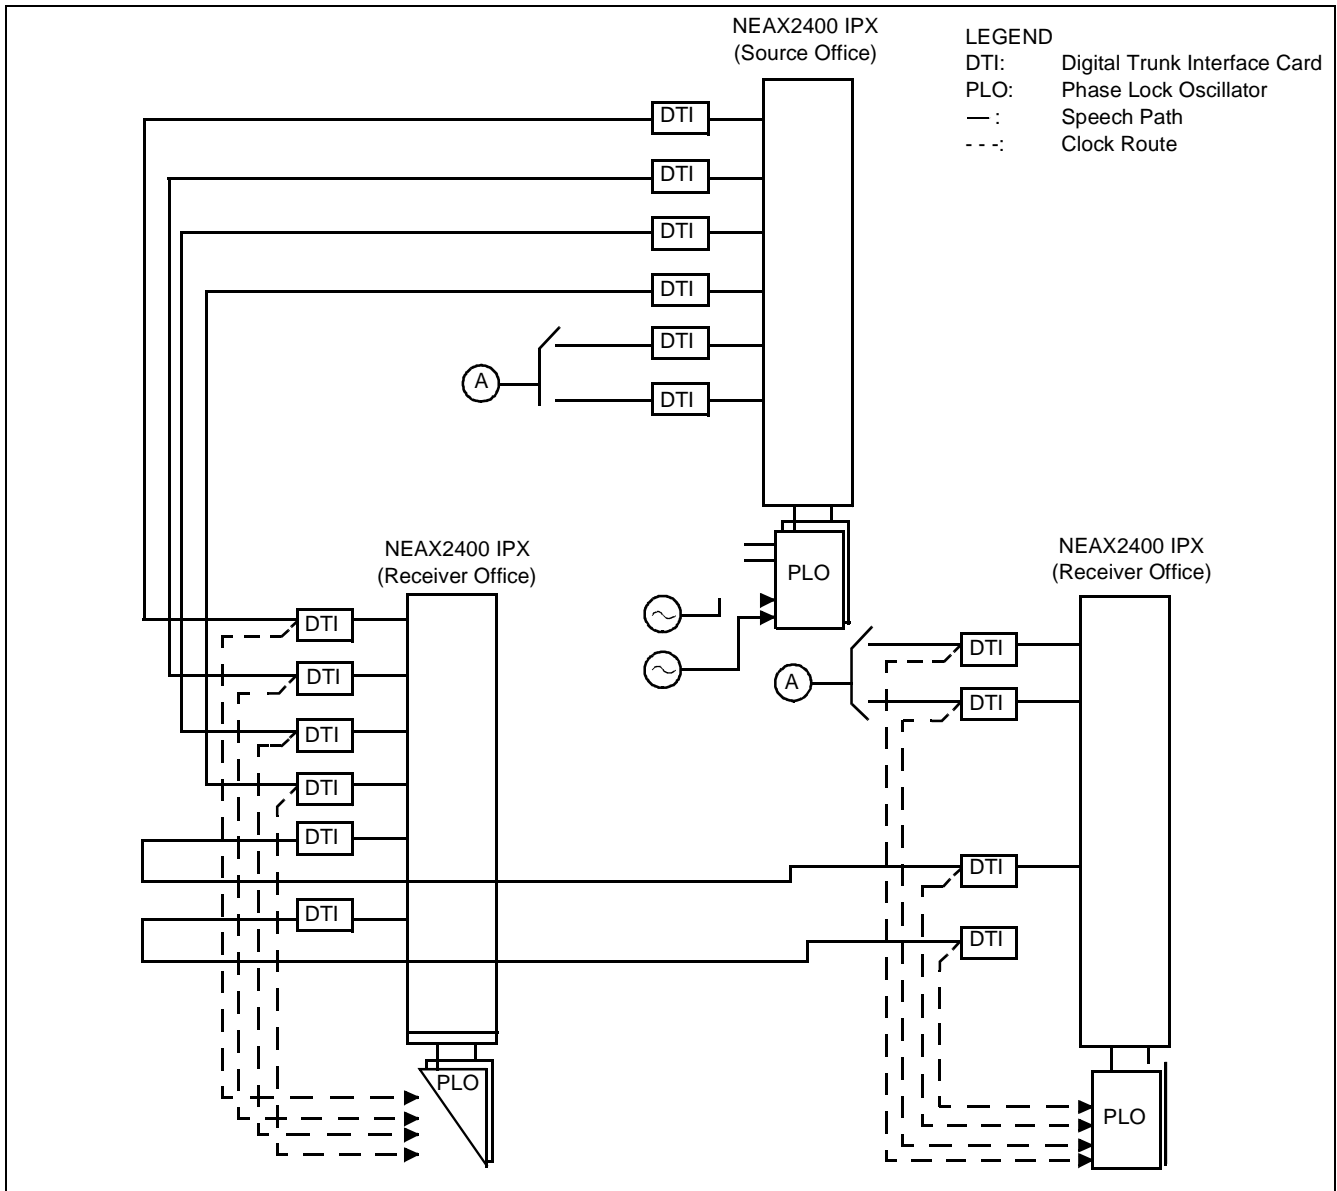 NEAX2400 IPX
(Source Office)
LEGEND
DTI: Digital Trunk Interface Card
PLO: Phase Lock Oscillator
— : Speech Path
- - -: Clock Route
DTI
DTI
DTI
DTI
DTI
A
DTI
PLO
NEAX2400 IPX
(Receiver Office)
DTI
DTI
DTI
DTI
DTI
DTI
PLO
NEAX2400 IPX
(Receiver Office)
DTI
A
DTI
DTI
DTI
PLO